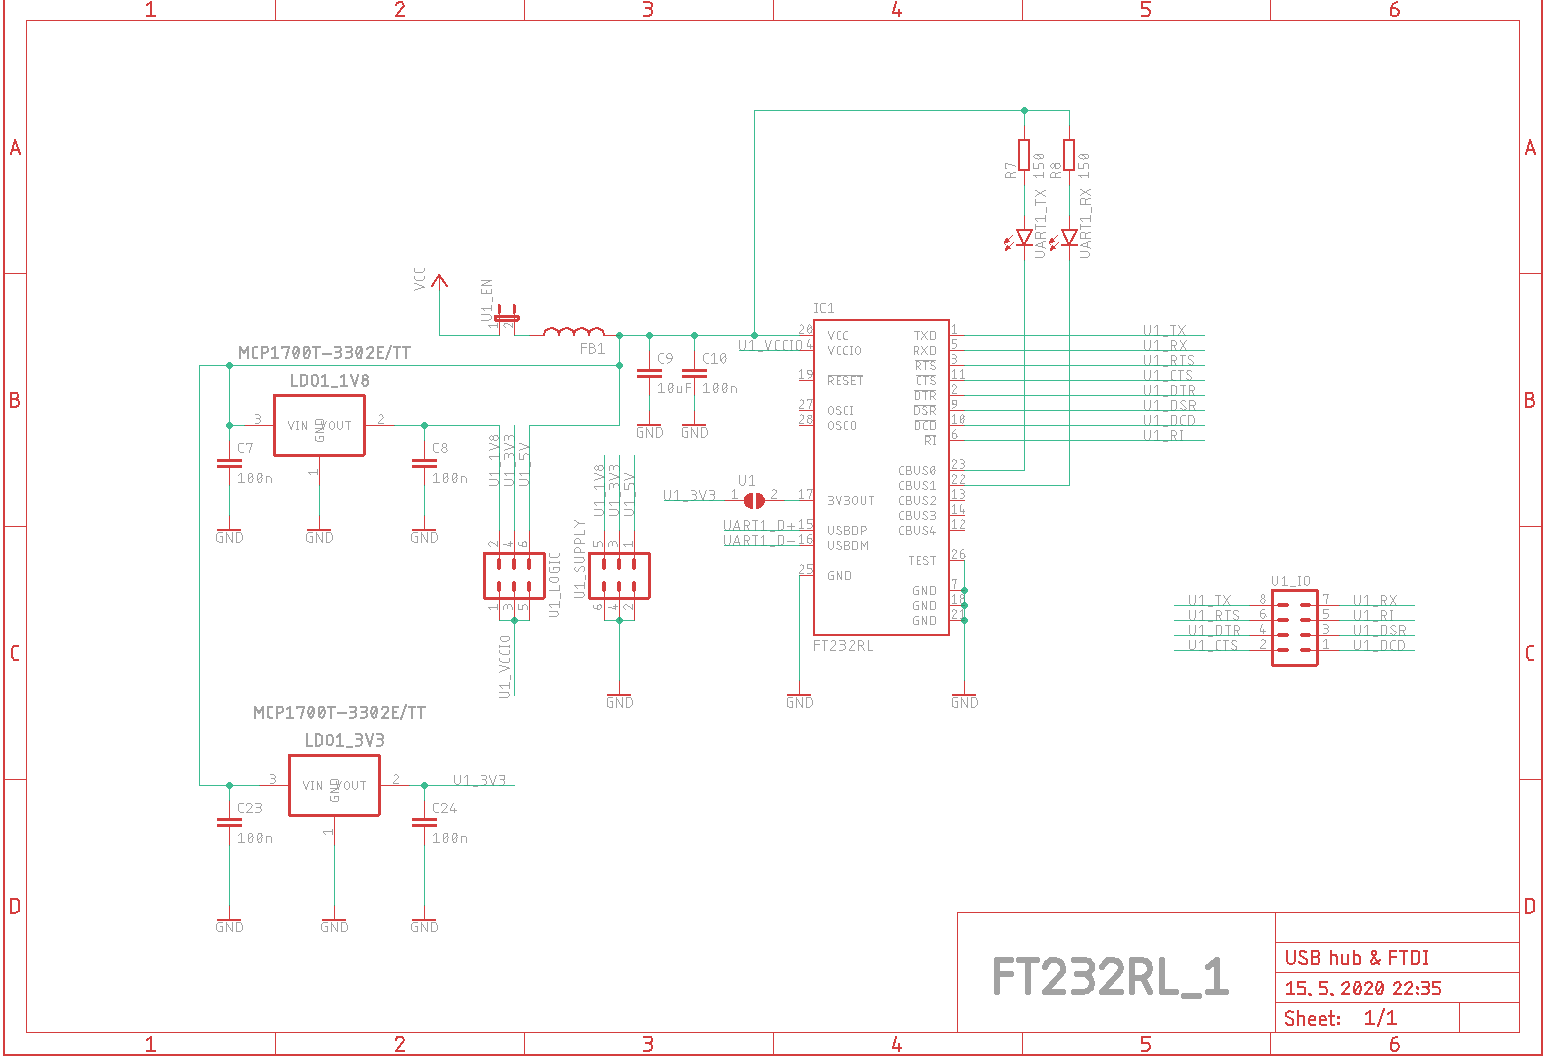 1 2 3 4 5 6
A A
B B
C C
D D
R7
150
R8
150
UART1_TX
UART1_RX
VCC
U1_EN
1 2
FB1
C9
10uF
C10
100n
GND GND
MCP1700T-3302E/TT
LDO1_1V8
3 VIN GND VOUT 2
1
C7
100n
C8
100n
GND GND GND
U1_1V8
U1_3V3
U1_5V
2 4 6
U1_LOGIC
1 3 5
U1_VCCIO
U1_1V8
U1_3V3
U1_5V
5 3 1
U1_SUPPLY
6 4 2
GND
IC1
20 VCC TXD 1 U1_TX
U1_VCCIO 4 VCCIO RXD 5 U1_RX
RTS 3 U1_RTS
19 RESET CTS 11 U1_CTS
DTR 2 U1_DTR
27 OSCI DSR 9 U1_DSR
28 OSCO DCD 10 U1_DCD
RI 6 U1_RI
CBUS0 23
CBUS1 22
U1
U1_3V3 1 2 17 3V3OUT CBUS2 13
CBUS3 14
UART1_D+ 15 USBDP CBUS4 12
UART1_D- 16 USBDM
TEST 26
25 GND
GND 7
GND 18
GND 21
FT232RL
GND GND
U1_IO
U1_TX 8 7 U1_RX
U1_RTS 6 5 U1_RI
U1_DTR 4 3 U1_DSR
U1_CTS 2 1 U1_DCD
MCP1700T-3302E/TT
LDO1_3V3
3 VIN GND VOUT 2 U1_3V3
1
C23
100n
C24
100n
GND GND GND
FT232RL_1
USB hub & FTDI
15. 5. 2020 22:35
Sheet: 1/1
1 2 3 4 5 6